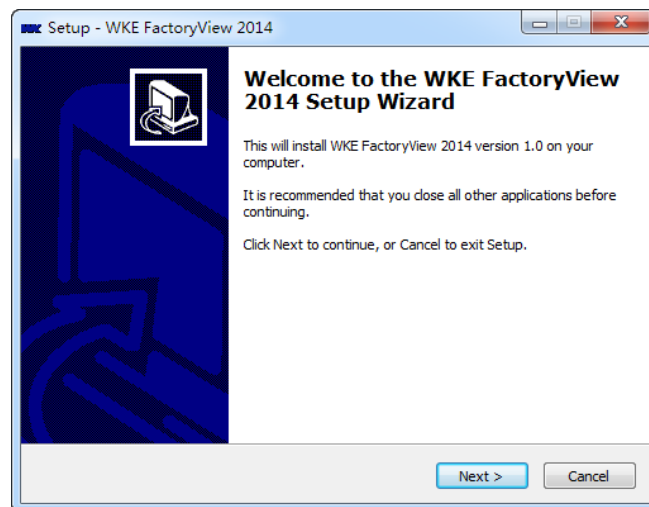 Setup - WKE FactoryView 2014
Welcome to the WKE FactoryView
2014 Setup Wizard
This will install WKE FactoryView 2014 version 1.0 on your
computer.
It is recommended that you close all other applications before
continuing.
Click Next to continue, or Cancel to exit Setup.
Next >
Cancel